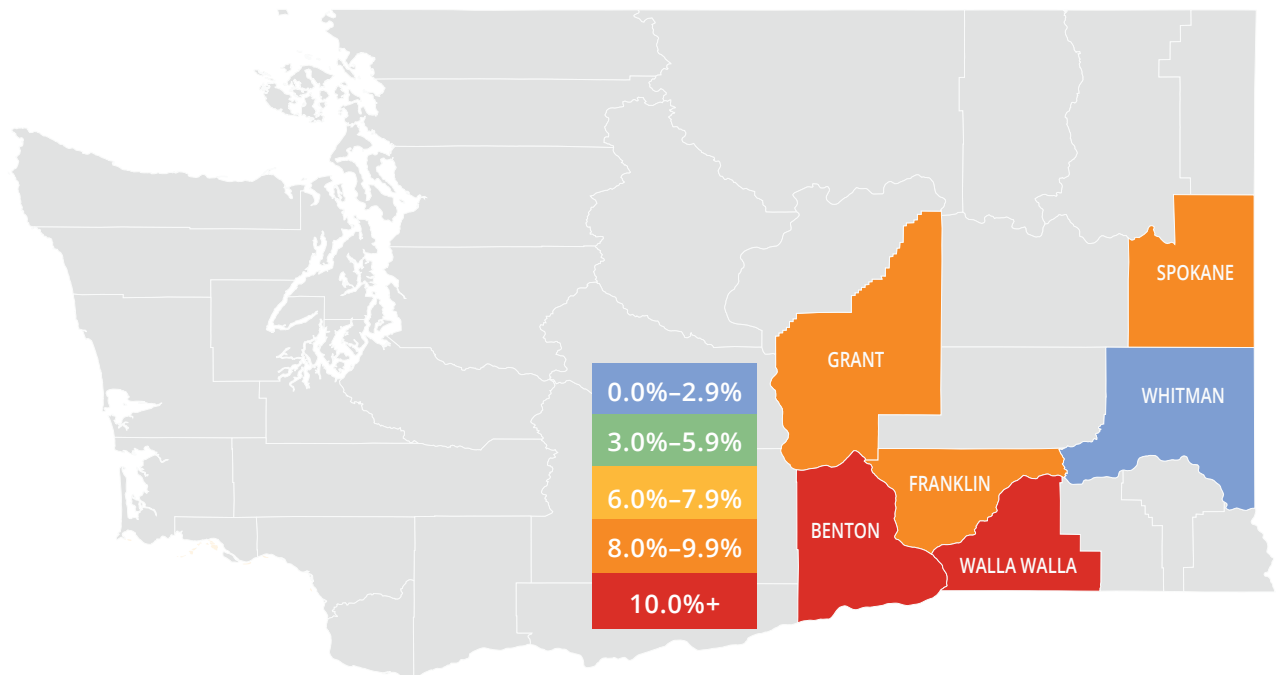 SPOKANE
GRANT
WHITMAN
FRANKLIN
BENTON
WALLA WALLA
0.0%–2.9%
3.0%–5.9%
6.0%–7.9%
8.0%–9.9%
10.0%+